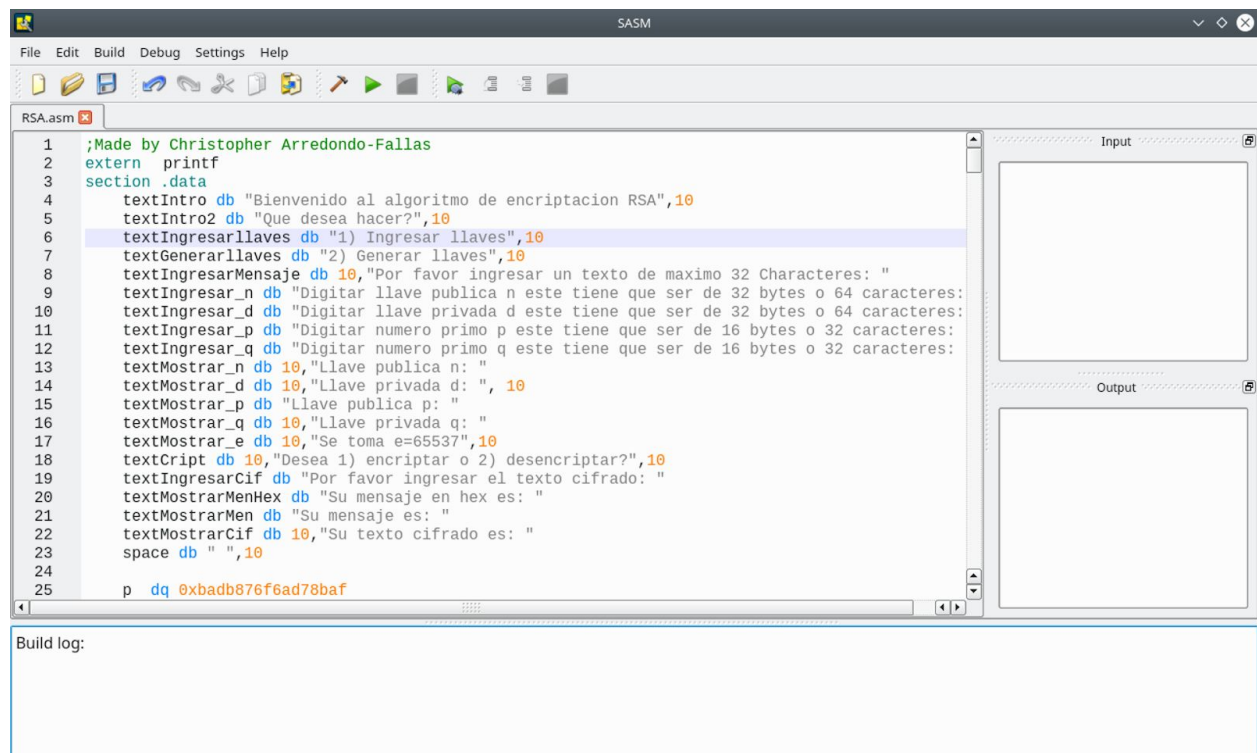 SASM
File Edit Build Debug Settings Help
RSA.asm
1 ;Made by Christopher Arredondo-Fallas
2 extern printf
3 section .data
4 textIntro db "Bienvenido al algoritmo de encriptacion RSA",10
5 textIntro2 db "Que desea hacer?",10
6 textIngresarllaves db "1) Ingresar llaves",10
7 textGenerarllaves db "2) Generar llaves",10
8 textIngresarMensaje db 10,"Por favor ingresar un texto de maximo 32 Characteres: "
9 textIngresar_n db "Digitar llave publica n este tiene que ser de 32 bytes o 64 caracteres:
10 textIngresar_d db "Digitar llave privada d este tiene que ser de 32 bytes o 64 caracteres:
11 textIngresar_p db "Digitar numero primo p este tiene que ser de 16 bytes o 32 caracteres:
12 textIngresar_q db "Digitar numero primo q este tiene que ser de 16 bytes o 32 caracteres:
13 textMostrar_n db 10,"Llave publica n: "
14 textMostrar_d db 10,"Llave privada d: ", 10
15 textMostrar_p db "Llave publica p: "
16 textMostrar_q db 10,"Llave privada q: "
17 textMostrar_e db 10,"Se toma e=65537",10
18 textCript db 10,"Desea 1) encriptar o 2) desencriptar?",10
19 textIngresarCif db "Por favor ingresar el texto cifrado: "
20 textMostrarMenHex db "Su mensaje en hex es: "
21 textMostrarMen db "Su mensaje es: "
22 textMostrarCif db 10,"Su texto cifrado es: "
23 space db " ",10
24
25 p dq 0xbadb876f6ad78baf
Input
Output
Build log: